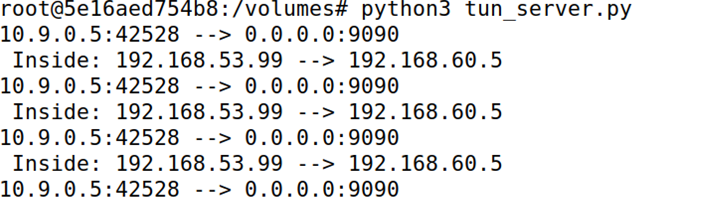 root@5e16aed754b8:/volumes# python3 tun_server.py
10.9.0.5:42528 --> 0.0.0.0:9090
 Inside: 192.168.53.99 --> 192.168.60.5
10.9.0.5:42528 --> 0.0.0.0:9090
 Inside: 192.168.53.99 --> 192.168.60.5
10.9.0.5:42528 --> 0.0.0.0:9090
 Inside: 192.168.53.99 --> 192.168.60.5
10.9.0.5:42528 --> 0.0.0.0:9090